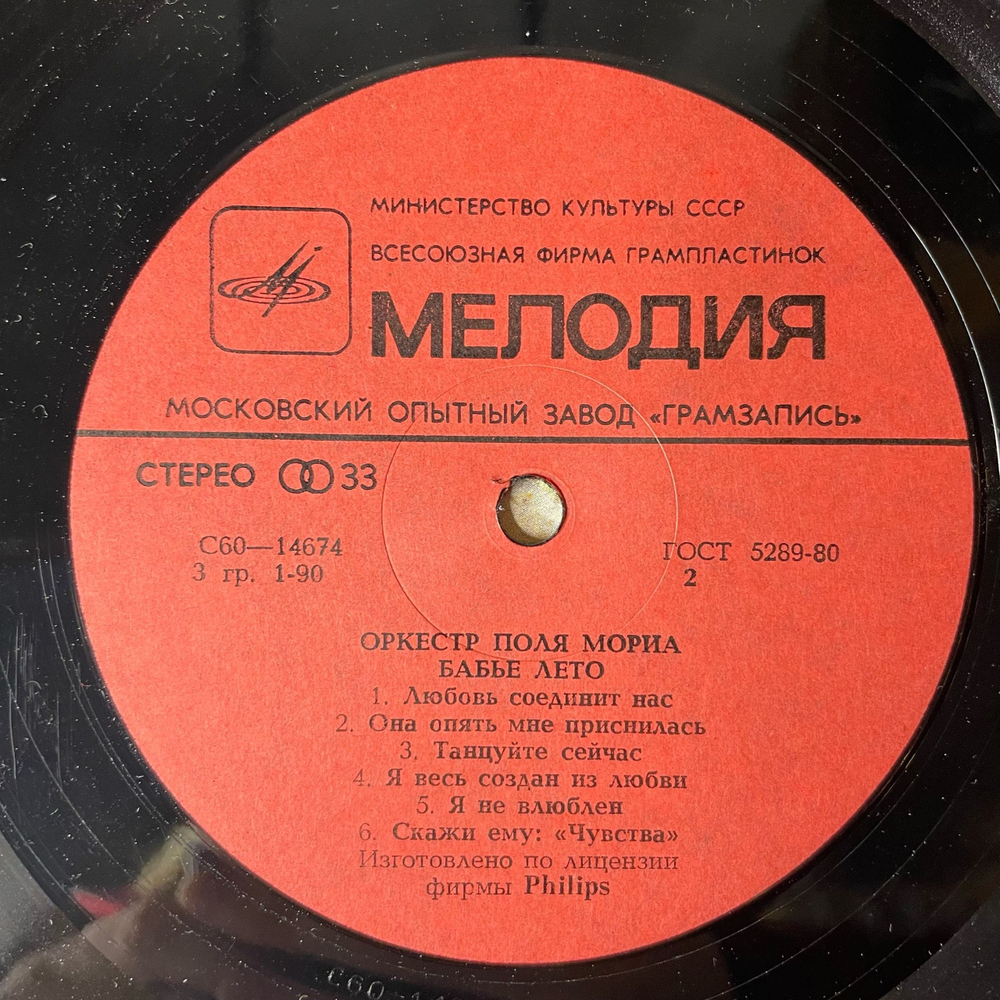 МИНИСТЕРСТВО КУЛЬТУРЫ СССР
ВСЕСОЮЗНАЯ ФИРМА ГРАМПЛАСТИНОК
МЕЛОДИЯ
МОСКОВСКИЙ ОПЫТНЫЙ ЗАВОД «ГРАМЗАПИСЬ»
СТЕРЕО 33
С60—14674 ГОСТ 5289-80
3 гр. 1-90 2
ОРКЕСТР ПОЛЯ МОРИА
БАБЬЕ ЛЕТО
1. Любовь соединит нас
2. Она опять мне приснилась
3. Танцуйте сейчас
4. Я весь создан из любви
5. Я не влюблен
6. Скажи ему: «Чувства»
Изготовлено по лицензии
фирмы Philips